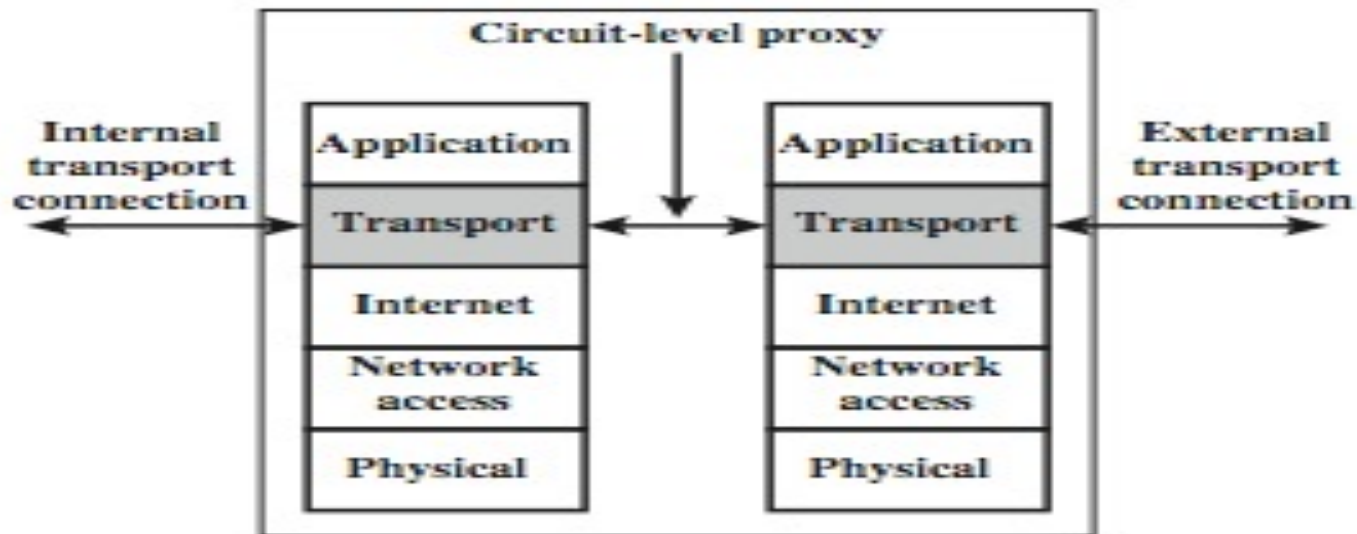 Circuit-level proxy
Internal
transport
connection
Application
Transport
Internet
Network
access
Physical
Application
Transport
Internet
Network
access
Physical
External
transport
connection